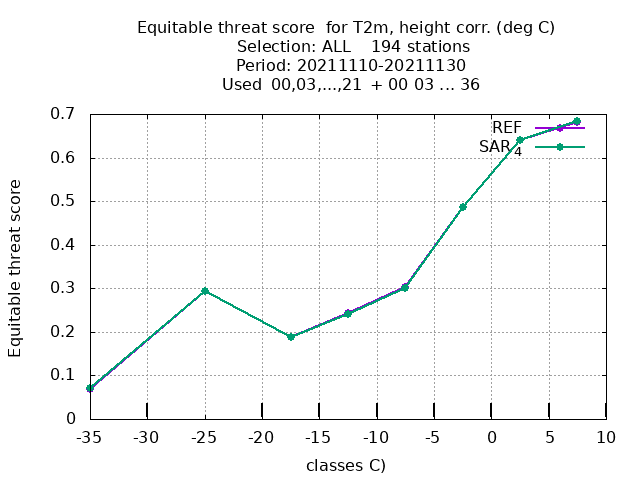 Equitable threat score  for T2m, height corr. (deg C)
Selection: ALL    194 stations
Period: 20211110-20211130
Used  00,03,...,21  + 00 03 ... 36
0.7
0.6
0.5
0.4
0.3
0.2
0.1
0
Equitable threat score
REF
SAR4
-35 -30 -25 -20 -15 -10 -5 0 5 10
classes C)